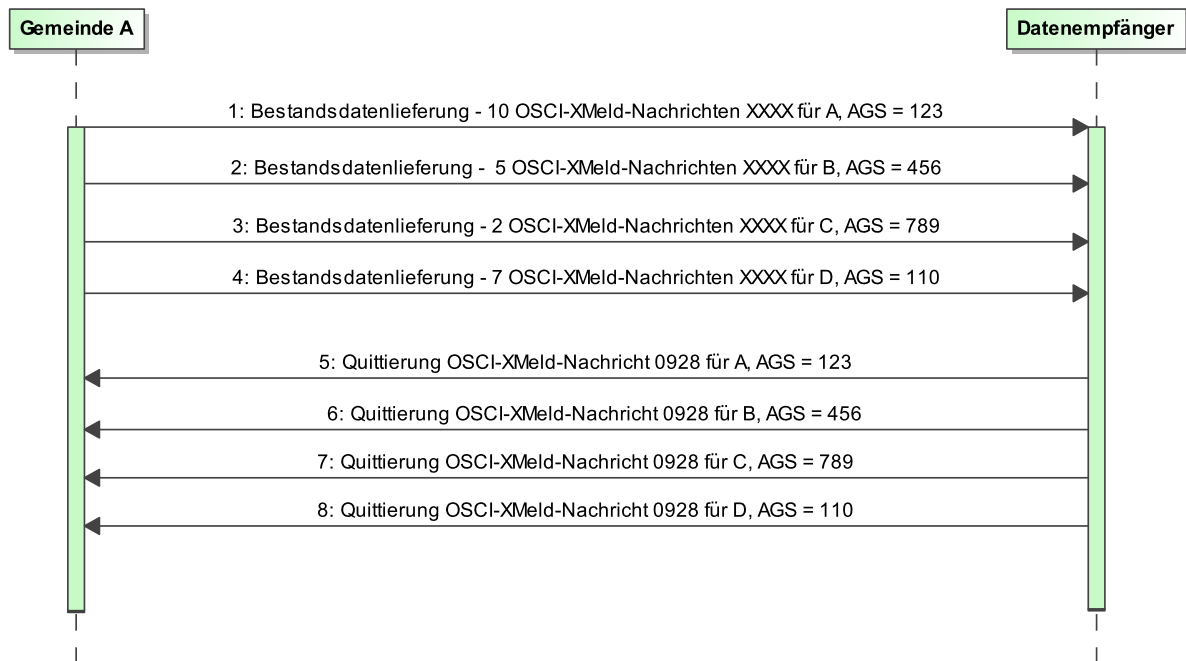 Gemeinde A
Datenempfänger
1: Bestandsdatenlieferung - 10 OSCI-XMeld-Nachrichten XXXX für A, AGS = 123
2: Bestandsdatenlieferung - 5 OSCI-XMeld-Nachrichten XXXX für B, AGS = 456
3: Bestandsdatenlieferung - 2 OSCI-XMeld-Nachrichten XXXX für C, AGS = 789
4: Bestandsdatenlieferung - 7 OSCI-XMeld-Nachrichten XXXX für D, AGS = 110
5: Quittierung OSCI-XMeld-Nachricht 0928 für A, AGS = 123
6: Quittierung OSCI-XMeld-Nachricht 0928 für B, AGS = 456
7: Quittierung OSCI-XMeld-Nachricht 0928 für C, AGS = 789
8: Quittierung OSCI-XMeld-Nachricht 0928 für D, AGS = 110